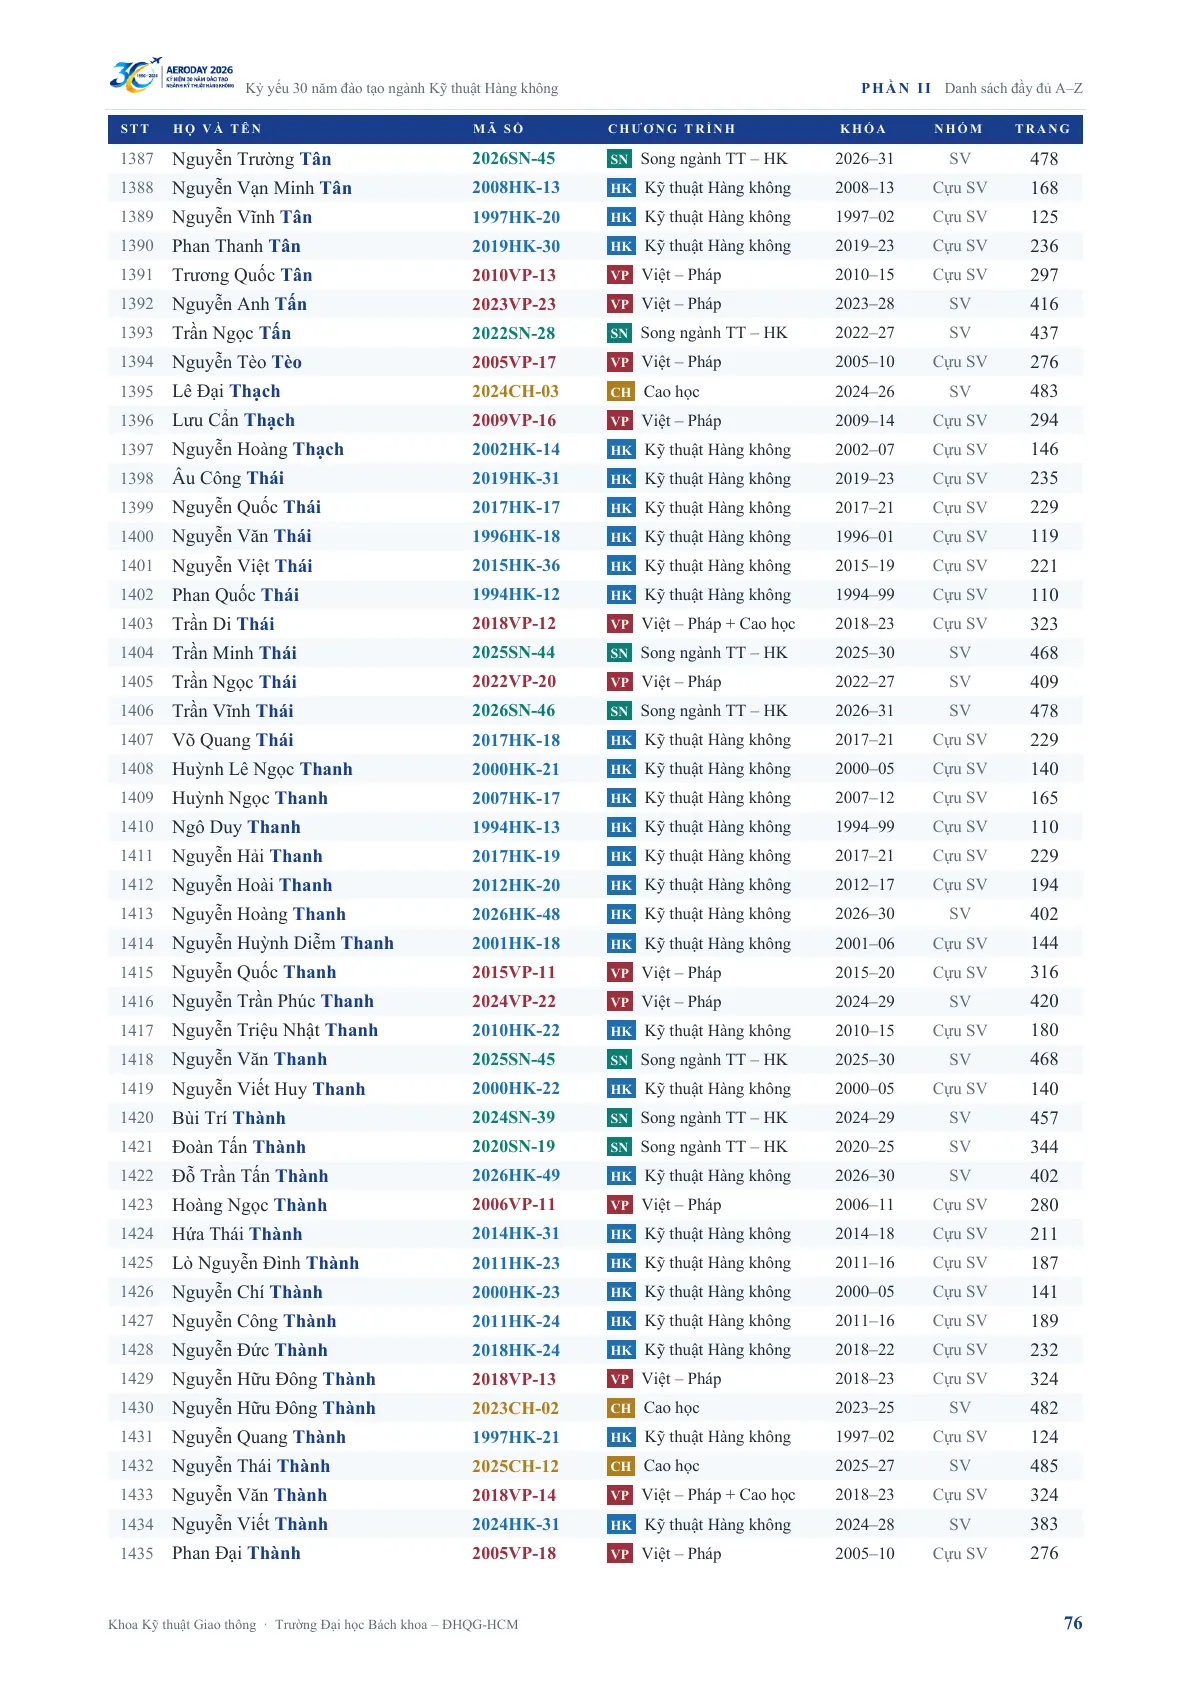 30 1996-2026 AERODAY 2026
KỶ NIỆM 30 NĂM ĐÀO TẠO
NGÀNH KỸ THUẬT HÀNG KHÔNG
Kỷ yếu 30 năm đào tạo ngành Kỹ thuật Hàng không PHẦN II Danh sách đầy đủ A–Z
STT HỌ VÀ TÊN MÃ SỐ CHƯƠNG TRÌNH KHÓA NHÓM TRANG
1387 Nguyễn Trường Tân 2026SN-45 SN Song ngành TT – HK 2026–31 SV 478
1388 Nguyễn Vạn Minh Tân 2008HK-13 HK Kỹ thuật Hàng không 2008–13 Cựu SV 168
1389 Nguyễn Vĩnh Tân 1997HK-20 HK Kỹ thuật Hàng không 1997–02 Cựu SV 125
1390 Phan Thanh Tân 2019HK-30 HK Kỹ thuật Hàng không 2019–23 Cựu SV 236
1391 Trương Quốc Tân 2010VP-13 VP Việt – Pháp 2010–15 Cựu SV 297
1392 Nguyễn Anh Tấn 2023VP-23 VP Việt – Pháp 2023–28 SV 416
1393 Trần Ngọc Tấn 2022SN-28 SN Song ngành TT – HK 2022–27 SV 437
1394 Nguyễn Tèo Tèo 2005VP-17 VP Việt – Pháp 2005–10 Cựu SV 276
1395 Lê Đại Thạch 2024CH-03 CH Cao học 2024–26 SV 483
1396 Lưu Cẩn Thạch 2009VP-16 VP Việt – Pháp 2009–14 Cựu SV 294
1397 Nguyễn Hoàng Thạch 2002HK-14 HK Kỹ thuật Hàng không 2002–07 Cựu SV 146
1398 Âu Công Thái 2019HK-31 HK Kỹ thuật Hàng không 2019–23 Cựu SV 235
1399 Nguyễn Quốc Thái 2017HK-17 HK Kỹ thuật Hàng không 2017–21 Cựu SV 229
1400 Nguyễn Văn Thái 1996HK-18 HK Kỹ thuật Hàng không 1996–01 Cựu SV 119
1401 Nguyễn Việt Thái 2015HK-36 HK Kỹ thuật Hàng không 2015–19 Cựu SV 221
1402 Phan Quốc Thái 1994HK-12 HK Kỹ thuật Hàng không 1994–99 Cựu SV 110
1403 Trần Di Thái 2018VP-12 VP Việt – Pháp + Cao học 2018–23 Cựu SV 323
1404 Trần Minh Thái 2025SN-44 SN Song ngành TT – HK 2025–30 SV 468
1405 Trần Ngọc Thái 2022VP-20 VP Việt – Pháp 2022–27 SV 409
1406 Trần Vĩnh Thái 2026SN-46 SN Song ngành TT – HK 2026–31 SV 478
1407 Võ Quang Thái 2017HK-18 HK Kỹ thuật Hàng không 2017–21 Cựu SV 229
1408 Huỳnh Lê Ngọc Thanh 2000HK-21 HK Kỹ thuật Hàng không 2000–05 Cựu SV 140
1409 Huỳnh Ngọc Thanh 2007HK-17 HK Kỹ thuật Hàng không 2007–12 Cựu SV 165
1410 Ngô Duy Thanh 1994HK-13 HK Kỹ thuật Hàng không 1994–99 Cựu SV 110
1411 Nguyễn Hải Thanh 2017HK-19 HK Kỹ thuật Hàng không 2017–21 Cựu SV 229
1412 Nguyễn Hoài Thanh 2012HK-20 HK Kỹ thuật Hàng không 2012–17 Cựu SV 194
1413 Nguyễn Hoàng Thanh 2026HK-48 HK Kỹ thuật Hàng không 2026–30 SV 402
1414 Nguyễn Huỳnh Diễm Thanh 2001HK-18 HK Kỹ thuật Hàng không 2001–06 Cựu SV 144
1415 Nguyễn Quốc Thanh 2015VP-11 VP Việt – Pháp 2015–20 Cựu SV 316
1416 Nguyễn Trần Phúc Thanh 2024VP-22 VP Việt – Pháp 2024–29 SV 420
1417 Nguyễn Triệu Nhật Thanh 2010HK-22 HK Kỹ thuật Hàng không 2010–15 Cựu SV 180
1418 Nguyễn Văn Thanh 2025SN-45 SN Song ngành TT – HK 2025–30 SV 468
1419 Nguyễn Viết Huy Thanh 2000HK-22 HK Kỹ thuật Hàng không 2000–05 Cựu SV 140
1420 Bùi Trí Thành 2024SN-39 SN Song ngành TT – HK 2024–29 SV 457
1421 Đoàn Tấn Thành 2020SN-19 SN Song ngành TT – HK 2020–25 SV 344
1422 Đỗ Trần Tấn Thành 2026HK-49 HK Kỹ thuật Hàng không 2026–30 SV 402
1423 Hoàng Ngọc Thành 2006VP-11 VP Việt – Pháp 2006–11 Cựu SV 280
1424 Hứa Thái Thành 2014HK-31 HK Kỹ thuật Hàng không 2014–18 Cựu SV 211
1425 Lò Nguyễn Đình Thành 2011HK-23 HK Kỹ thuật Hàng không 2011–16 Cựu SV 187
1426 Nguyễn Chí Thành 2000HK-23 HK Kỹ thuật Hàng không 2000–05 Cựu SV 141
1427 Nguyễn Công Thành 2011HK-24 HK Kỹ thuật Hàng không 2011–16 Cựu SV 189
1428 Nguyễn Đức Thành 2018HK-24 HK Kỹ thuật Hàng không 2018–22 Cựu SV 232
1429 Nguyễn Hữu Đông Thành 2018VP-13 VP Việt – Pháp 2018–23 Cựu SV 324
1430 Nguyễn Hữu Đông Thành 2023CH-02 CH Cao học 2023–25 SV 482
1431 Nguyễn Quang Thành 1997HK-21 HK Kỹ thuật Hàng không 1997–02 Cựu SV 124
1432 Nguyễn Thái Thành 2025CH-12 CH Cao học 2025–27 SV 485
1433 Nguyễn Văn Thành 2018VP-14 VP Việt – Pháp + Cao học 2018–23 Cựu SV 324
1434 Nguyễn Viết Thành 2024HK-31 HK Kỹ thuật Hàng không 2024–28 SV 383
1435 Phan Đại Thành 2005VP-18 VP Việt – Pháp 2005–10 Cựu SV 276
Khoa Kỹ thuật Giao thông · Trường Đại học Bách khoa – ĐHQG-HCM 76